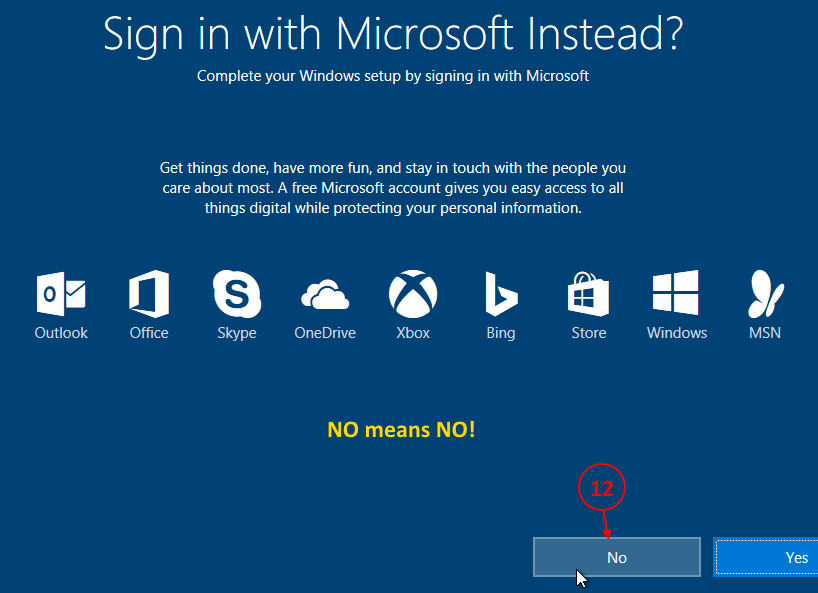 Sign in with Microsoft Instead?
Complete your Windows setup by signing in with Microsoft
Get things done, have more fun, and stay in touch with the people you
care about most. A free Microsoft account gives you easy access to all
things digital while protecting your personal information.
Outlook Office Skype OneDrive Xbox Bing Store Windows MSN
NO means NO!
12
No Yes